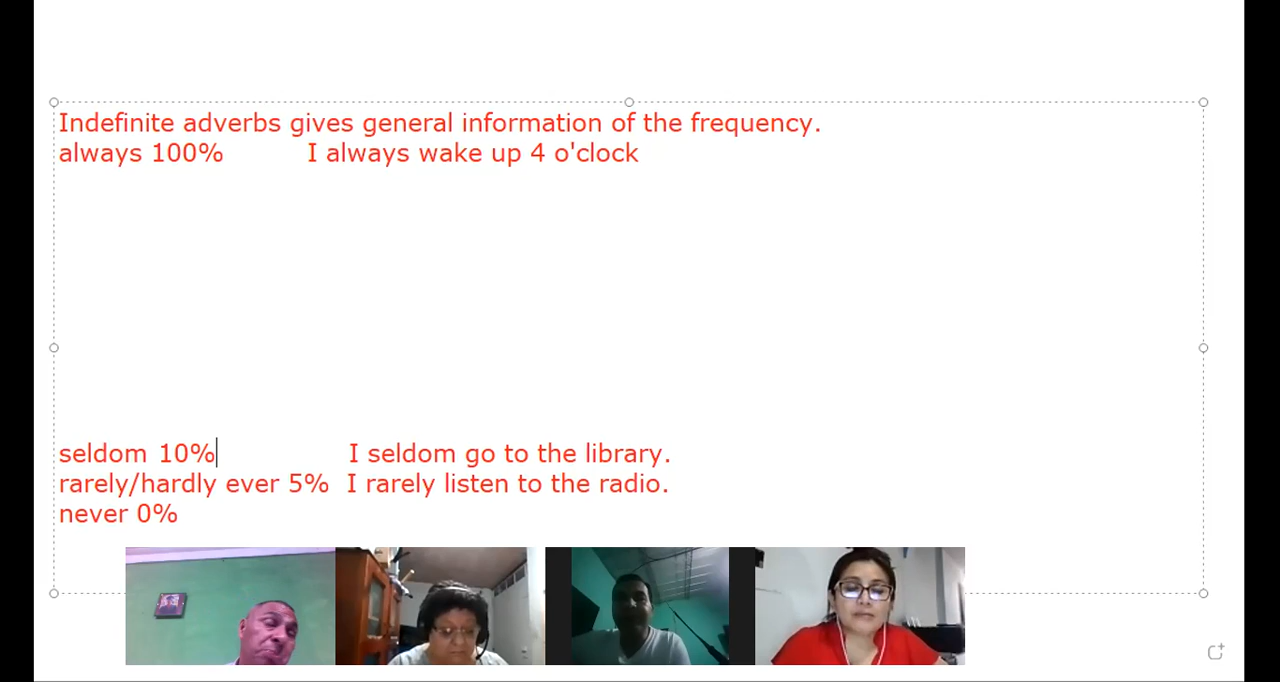 Indefinite adverbs gives general information of the frequency.
always 100% I always wake up 4 o'clock
seldom 10% I seldom go to the library.
rarely/hardly ever 5% I rarely listen to the radio.
never 0%